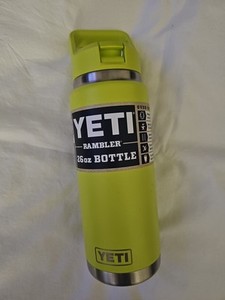 YETI
RAMBLER
26oz BOTTLE
YETI